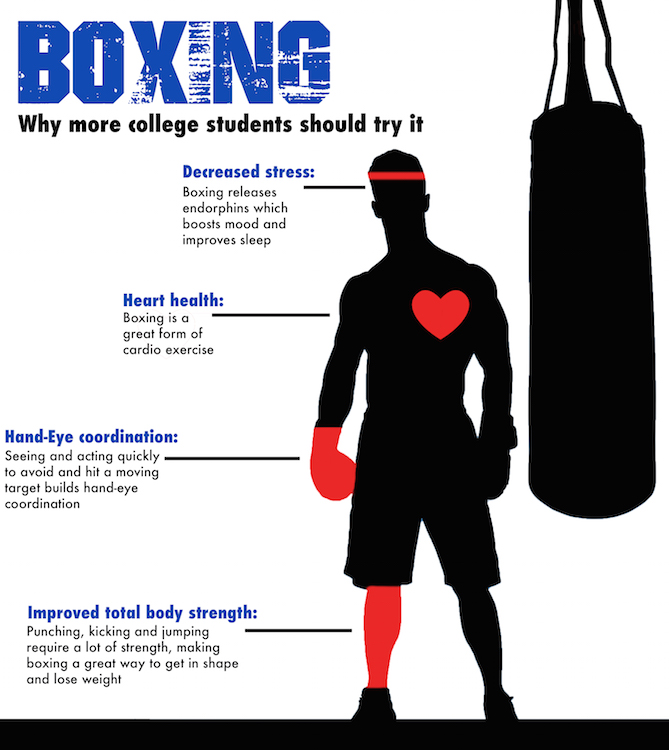 BOXING
Why more college students should try it
Decreased stress:
Boxing releases
endorphins which
boosts mood and
improves sleep
Heart health:
Boxing is a
great form of
cardio exercise
Hand-Eye coordination:
Seeing and acting quickly
to avoid and hit a moving
target builds hand-eye
coordination
Improved total body strength:
Punching, kicking and jumping
require a lot of strength, making
boxing a great way to get in shape
and lose weight